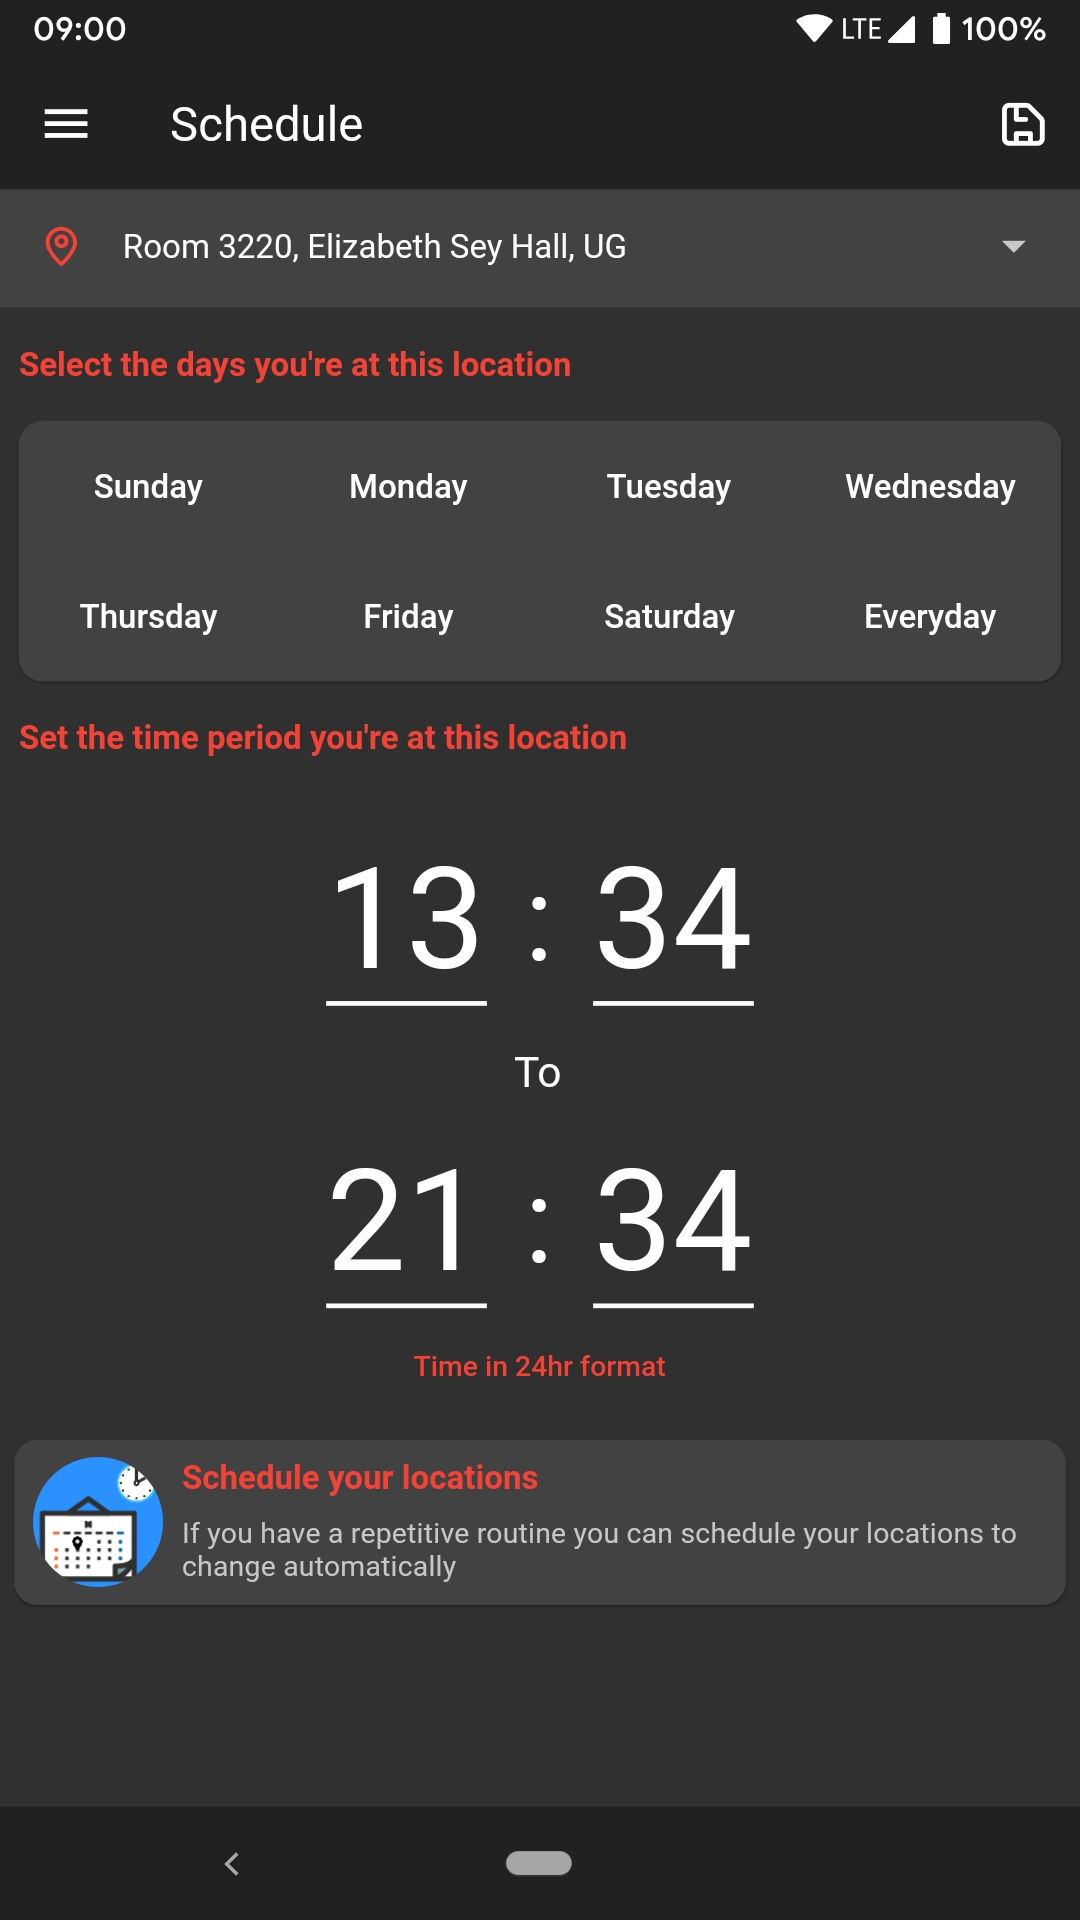 09:00 LTE 100%
Schedule
Room 3220, Elizabeth Sey Hall, UG
Select the days you're at this location
Sunday Monday Tuesday Wednesday
Thursday Friday Saturday Everyday
Set the time period you're at this location
13 : 34
To
21 : 34
Time in 24hr format
Schedule your locations
If you have a repetitive routine you can schedule your locations to
change automatically